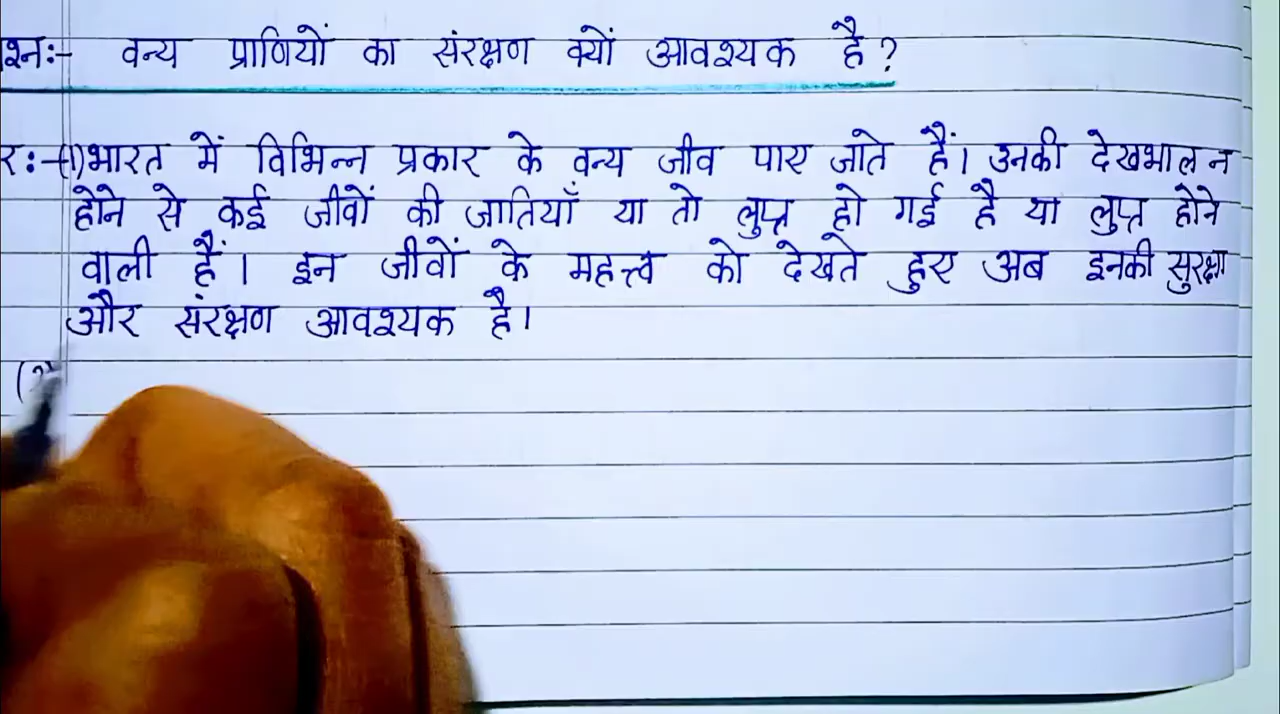 श्नः- वन्य प्राणियों का संरक्षण क्यों आवश्यक है?
रः-(1)भारत में विभिन्न प्रकार के वन्य जीव पाए जाते हैं। उनकी देखभाल न
होने से कई जीवों की जातियाँ या तो लुप्त हो गई है या लुप्त होने
वाली हैं। इन जीवों के महत्त्व को देखते हुए अब इनकी सुरक्षा
और संरक्षण आवश्यक है।